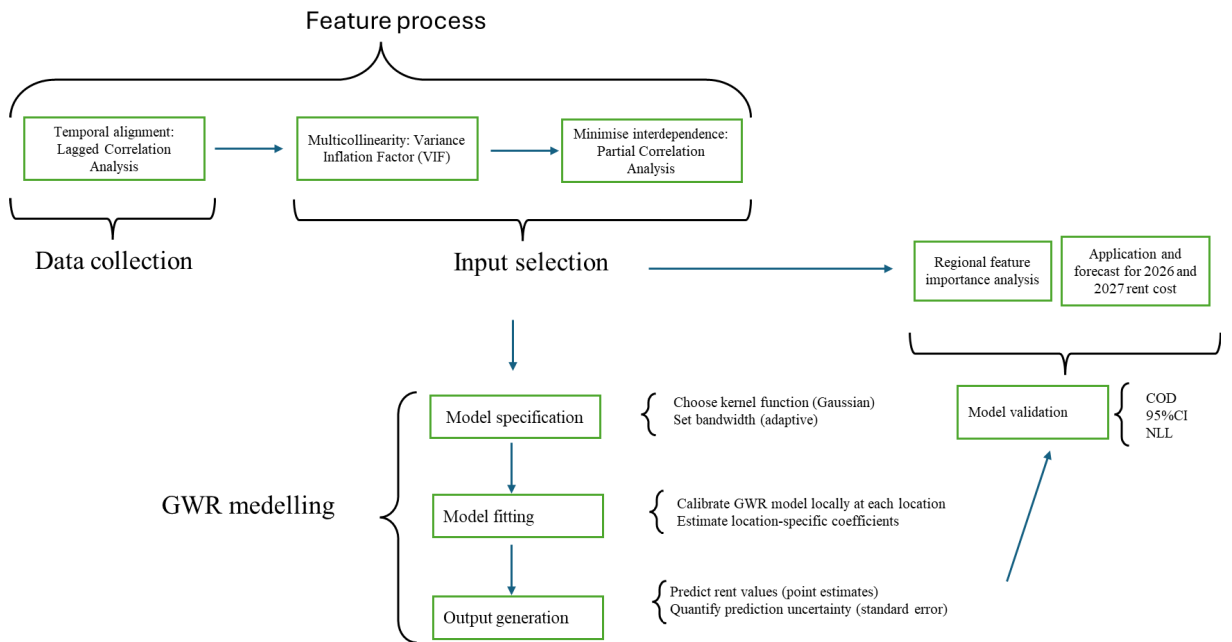 Feature process
Temporal alignment:
Lagged Correlation
Analysis
Multicollinearity: Variance
Inflation Factor (VIF)
Minimise interdependence:
Partial Correlation
Analysis
Data collection
Input selection
Regional feature
importance analysis
Application and
forecast for 2026 and
2027 rent cost
Model specification
Choose kernel function (Gaussian)
Set bandwidth (adaptive)
Model validation
COD
95%CI
NLL
GWR medelling
Model fitting
Calibrate GWR model locally at each location
Estimate location-specific coefficients
Output generation
Predict rent values (point estimates)
Quantify prediction uncertainty (standard error)